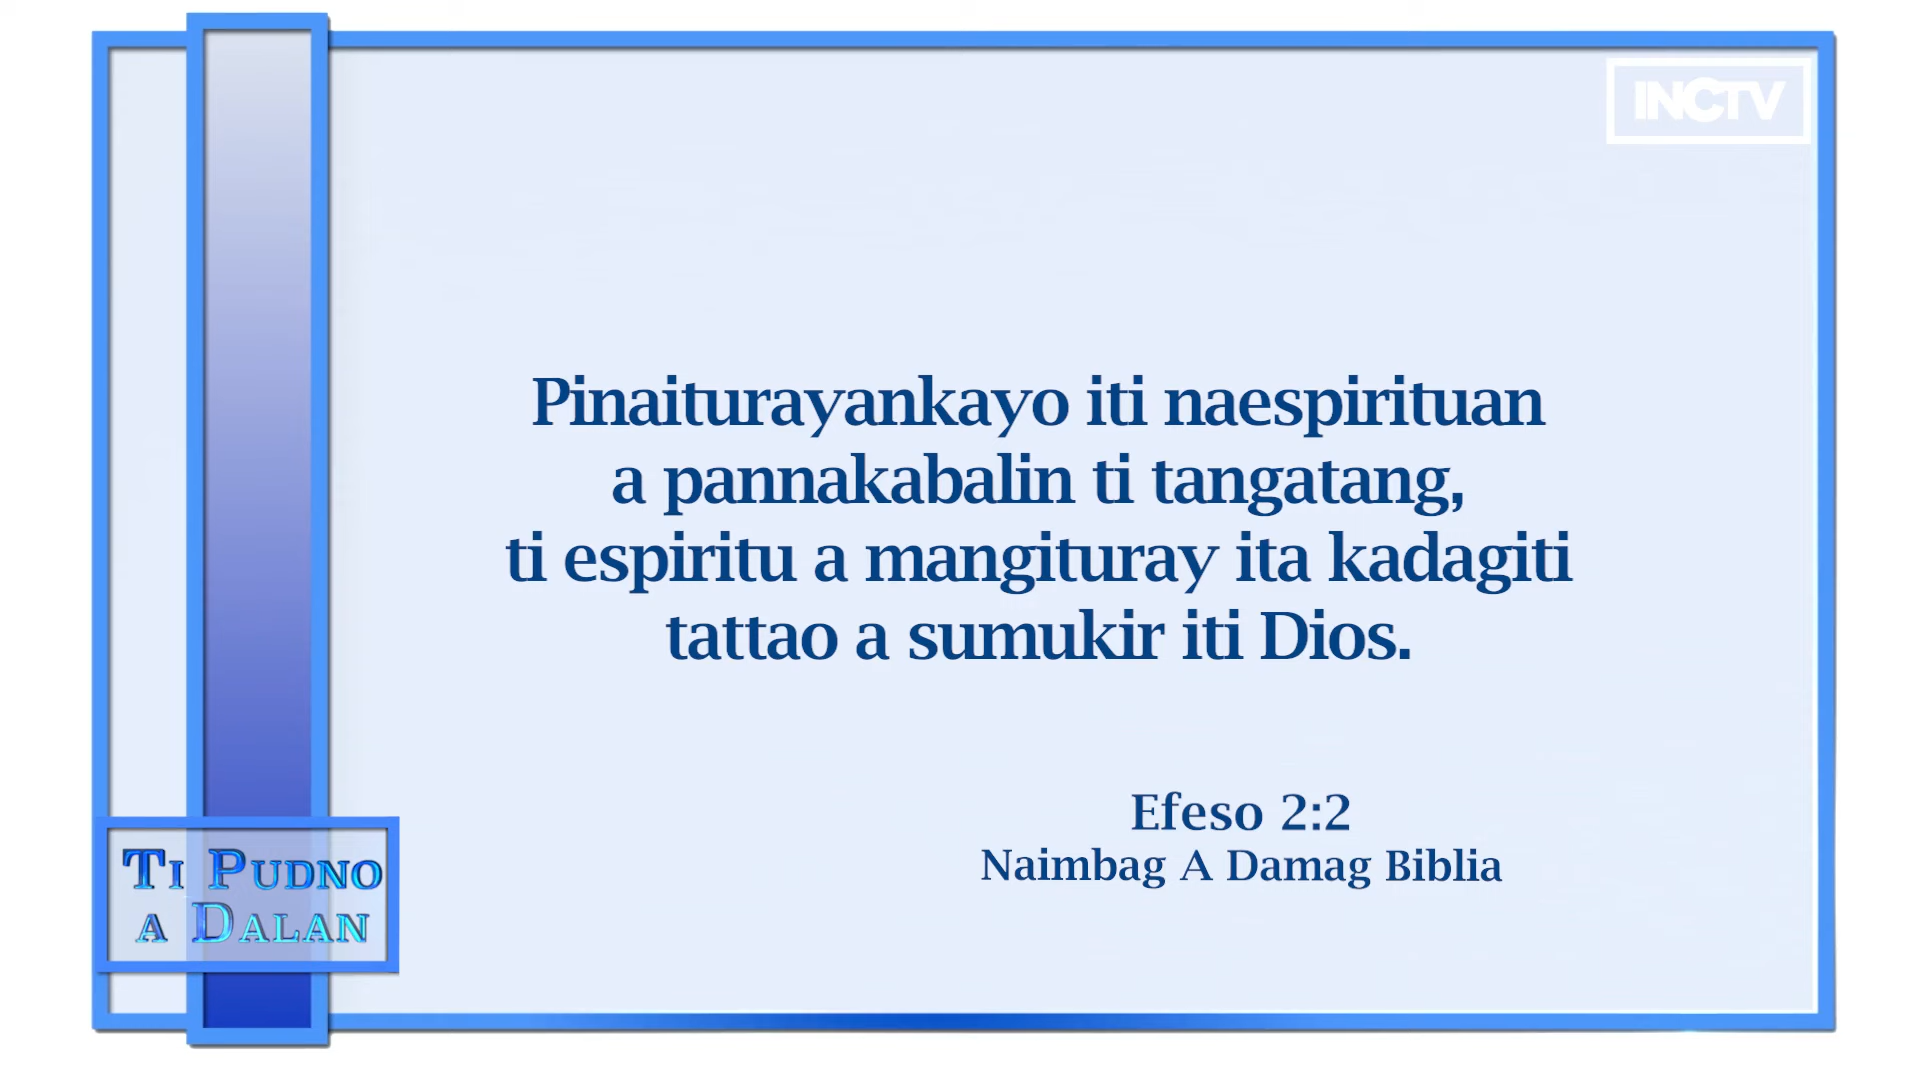 INCTV
Pinaiturayankayo iti naespirituan
a pannakabalin ti tangatang,
ti espiritu a mangituray ita kadagiti
tattao a sumukir iti Dios.
Efeso 2:2
Naimbag A Damag Biblia
Ti Pudno
a Dalan